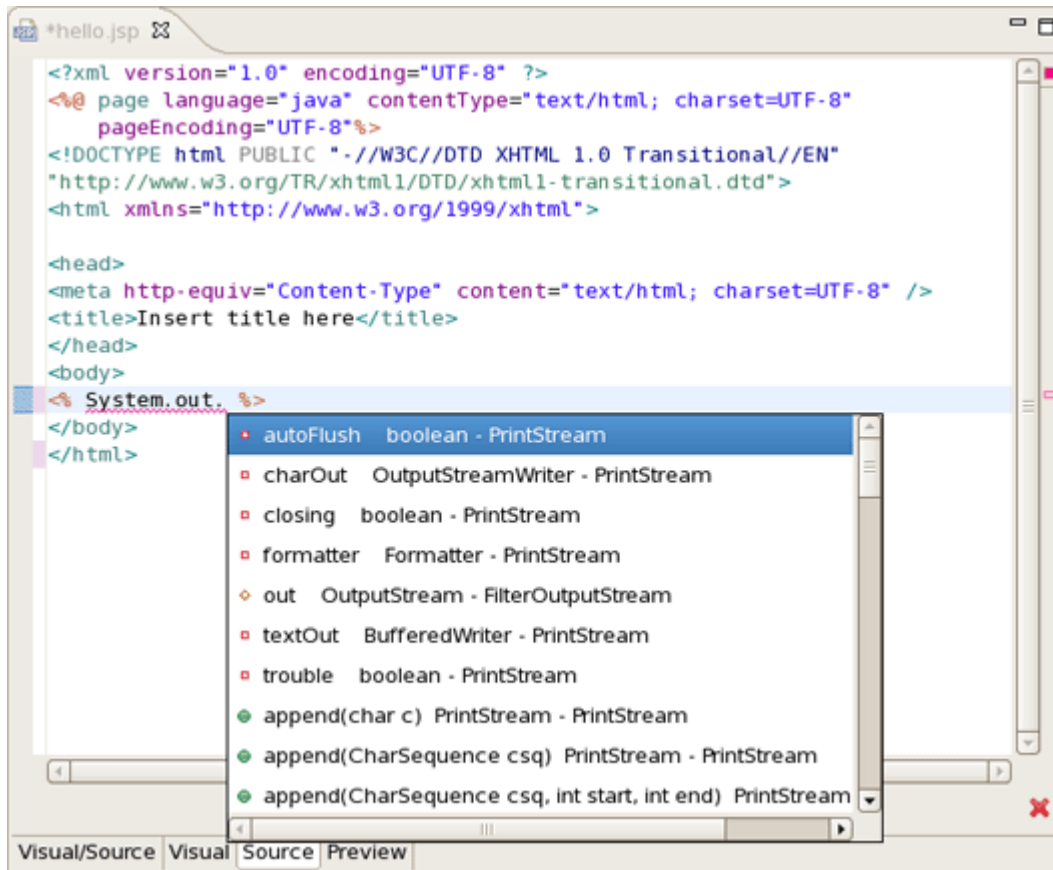 *hello.jsp
<?xml version="1.0" encoding="UTF-8" ?>
<%@ page language="java" contentType="text/html; charset=UTF-8"
    pageEncoding="UTF-8"%>
<!DOCTYPE html PUBLIC "-//W3C//DTD XHTML 1.0 Transitional//EN"
"http://www.w3.org/TR/xhtml1/DTD/xhtml1-transitional.dtd">
<html xmlns="http://www.w3.org/1999/xhtml">
<head>
<meta http-equiv="Content-Type" content="text/html; charset=UTF-8" />
<title>Insert title here</title>
</head>
<body>
<% System.out. %>
</body>
</html>
autoFlush boolean - PrintStream
charOut OutputStreamWriter - PrintStream
closing boolean - PrintStream
formatter Formatter - PrintStream
out OutputStream - FilterOutputStream
textOut BufferedWriter - PrintStream
trouble boolean - PrintStream
append(char c) PrintStream - PrintStream
append(CharSequence csq) PrintStream - PrintStream
append(CharSequence csq, int start, int end) PrintStream
Visual/Source Visual Source Preview